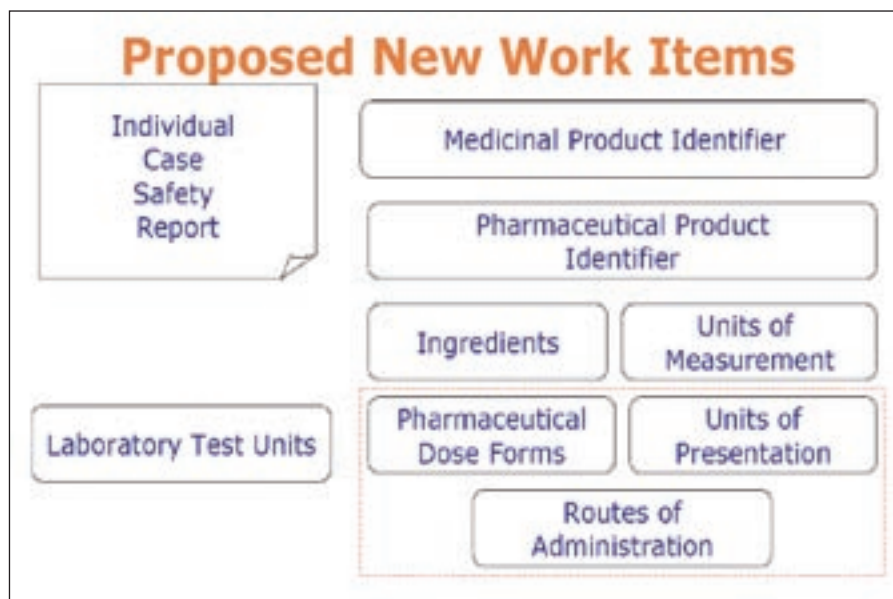 Proposed New Work Items
Individual
Case
Safety
Report
Medicinal Product Identifier
Pharmaceutical Product
Identifier
Ingredients
Units of
Measurement
Laboratory Test Units
Pharmaceutical
Dose Forms
Units of
Presentation
Routes of
Administration